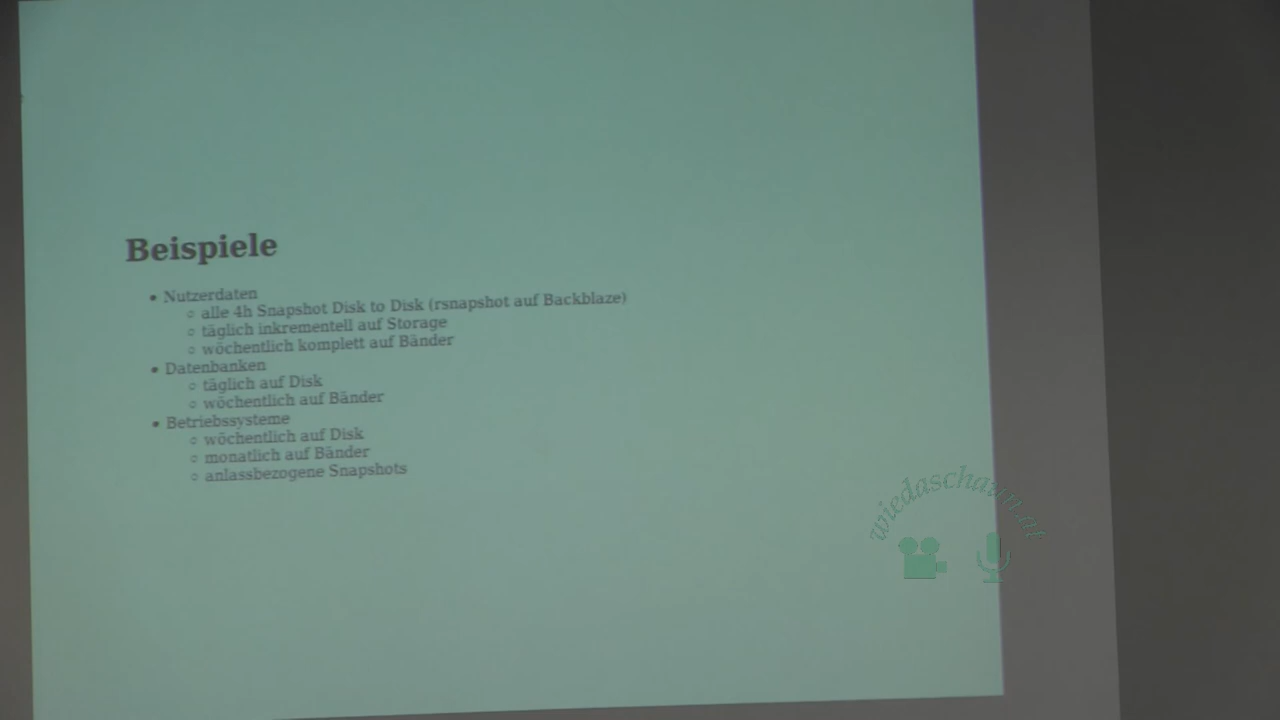 Beispiele
• Nutzerdaten
○ alle 4h Snapshot Disk to Disk (rsnapshot auf Backblaze)
○ täglich inkrementell auf Storage
○ wöchentlich komplett auf Bänder
• Datenbanken
○ täglich auf Disk
○ wöchentlich auf Bänder
• Betriebssysteme
○ wöchentlich auf Disk
○ monatlich auf Bänder
○ anlassbezogene Snapshots
wiedaschawn.at